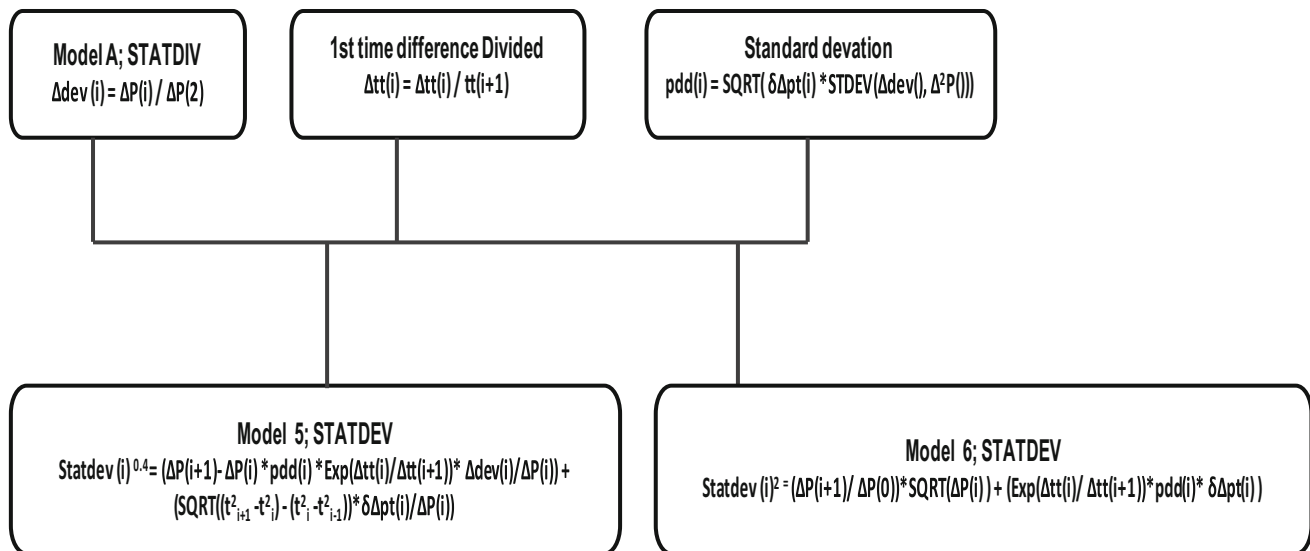 Model A; STATDIV
Δdev (i) = ΔP(i) / ΔP(2)
1st time difference Divided
Δtt(i) = Δtt(i) / tt(i+1)
Standard devation
pdd(i) = SQRT( δΔpt(i) *STDEV(Δdev(), Δ²P()))
Model 5; STATDEV
Statdev (i) ⁰·⁴ = (ΔP(i+1)- ΔP(i) *pdd(i) *Exp(Δtt(i)/Δtt(i+1))* Δdev(i)/ΔP(i)) +
(SQRT((t²ᵢ₊₁ -t²ᵢ) - (t²ᵢ -t²ᵢ₋₁))* δΔpt(i)/ΔP(i))
Model 6; STATDEV
Statdev (i)² = (ΔP(i+1)/ ΔP(0))* SQRT(ΔP(i) ) + (Exp(Δtt(i)/ Δtt(i+1))*pdd(i)* δΔpt(i) )